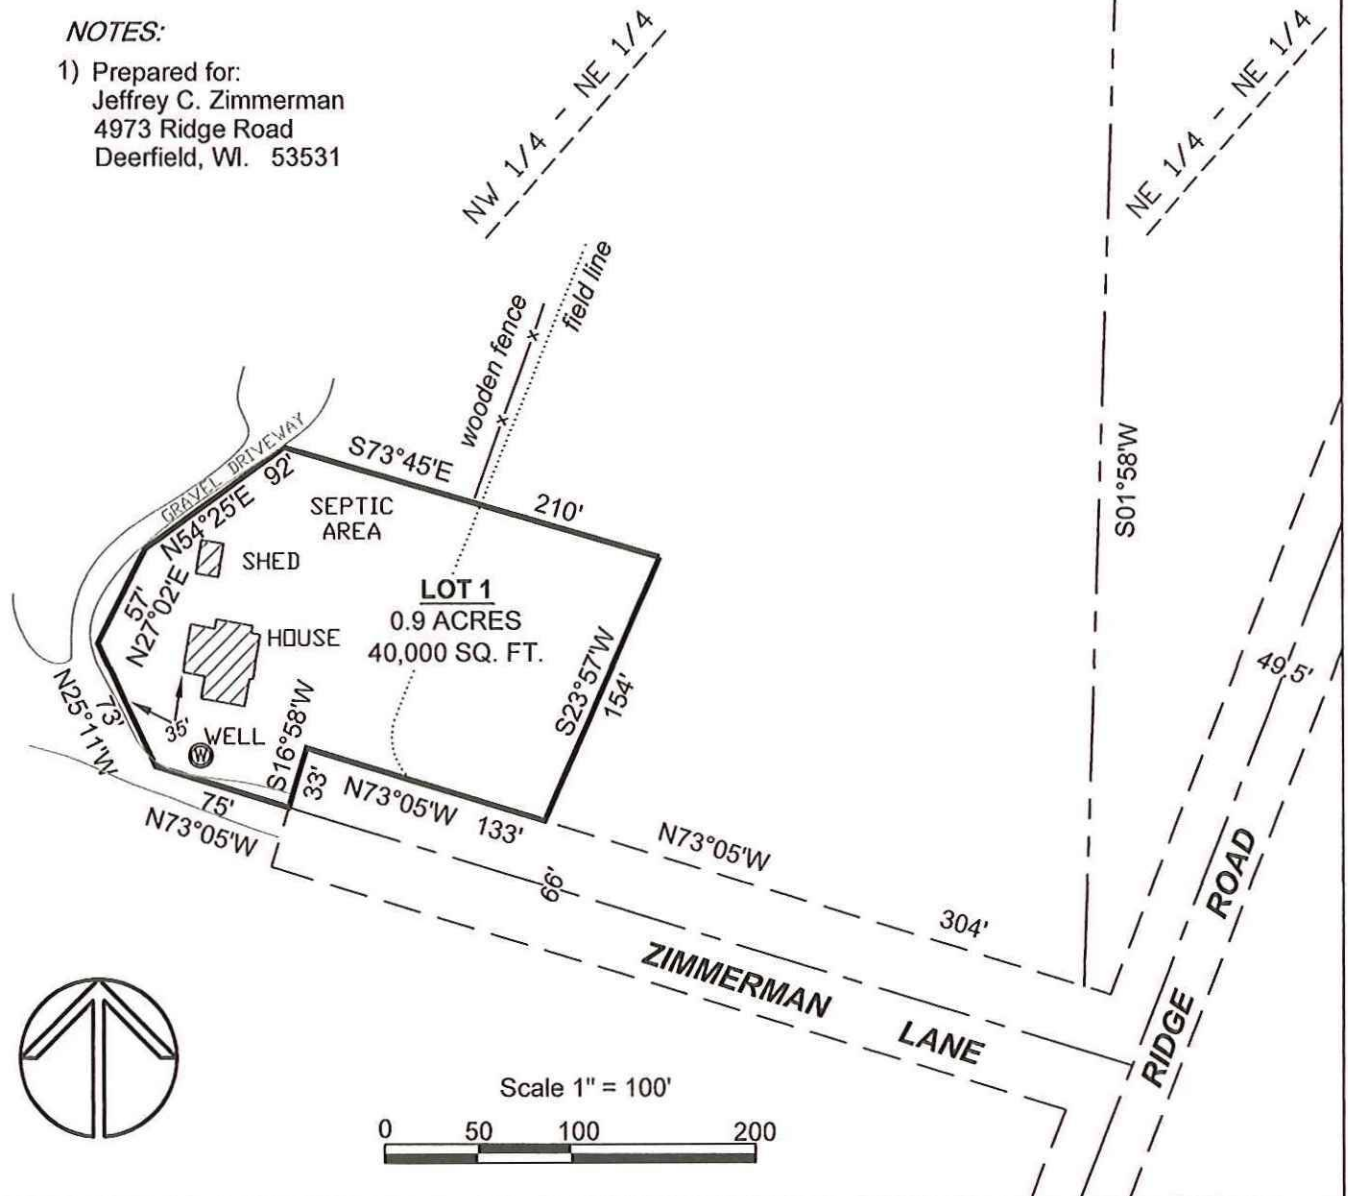 NOTES:
1) Prepared for:
Jeffrey C. Zimmerman
4973 Ridge Road
Deerfield, WI. 53531
NW 1/4 - NE 1/4
NE 1/4 - NE 1/4
wooden fence
field line
S01°58'W
GRAVEL DRIVEWAY
N54°25'E
92'
S73°45'E
210'
SEPTIC
AREA
SHED
57'
N27°02'E
HOUSE
LOT 1
0.9 ACRES
40,000 SQ. FT.
S23°57'W
154'
N25°11'W
73'
35'
WELL
W
S16°58'W
33'
75'
N73°05'W
N73°05'W
133'
N73°05'W
304'
66'
49.5'
ZIMMERMAN LANE
RIDGE ROAD
Scale 1" = 100'
0 50 100 200